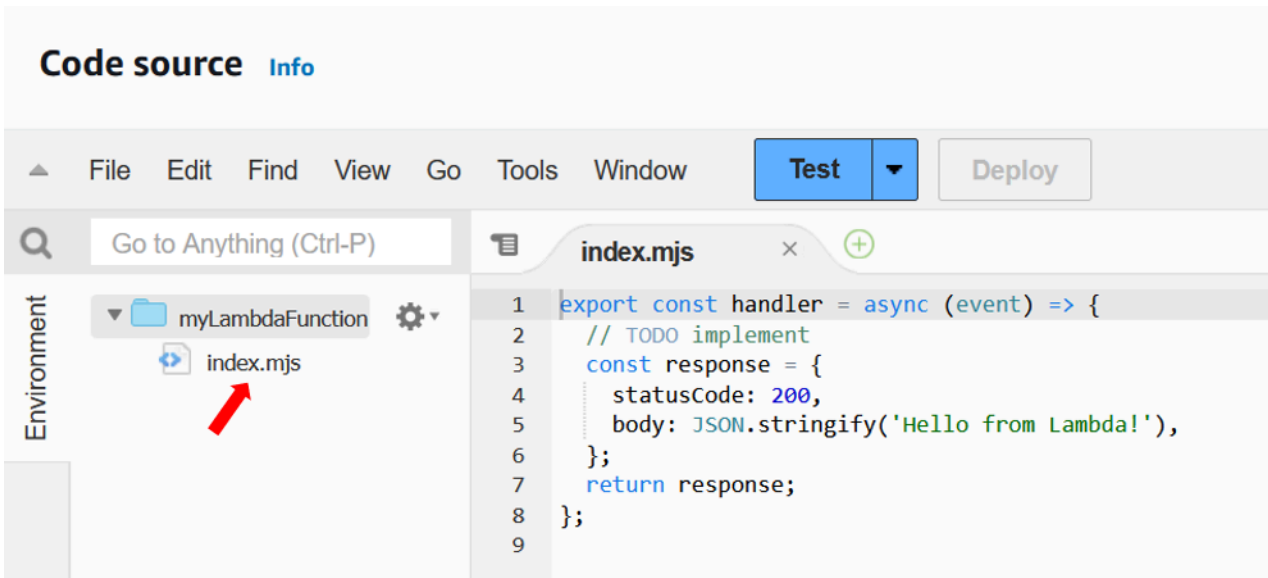 Code source Info
File Edit Find View Go Tools Window Test Deploy
Go to Anything (Ctrl-P)
index.mjs
Environment
myLambdaFunction
index.mjs
1 export const handler = async (event) => {
2   // TODO implement
3   const response = {
4     statusCode: 200,
5     body: JSON.stringify('Hello from Lambda!'),
6   };
7   return response;
8 };
9